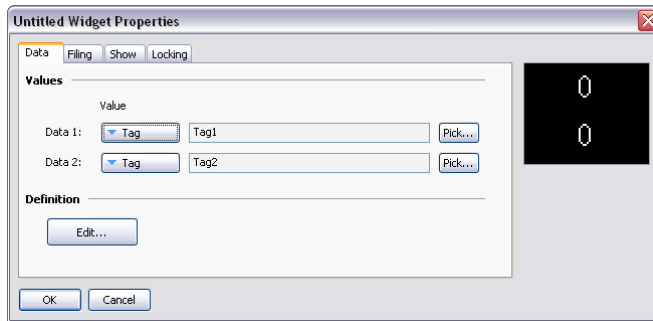 Untitled Widget Properties
Data Filing Show Locking
Values
Value
Data 1: Tag Tag1 Pick...
Data 2: Tag Tag2 Pick...
Definition
Edit...
OK Cancel
0
0